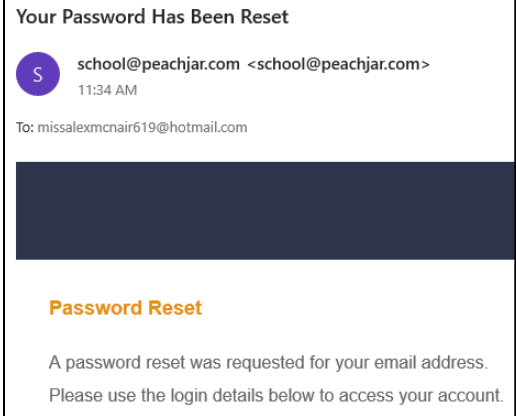 Your Password Has Been Reset
S
school@peachjar.com <school@peachjar.com>
11:34 AM
To: missalexmcnair619@hotmail.com
Password Reset
A password reset was requested for your email address.
Please use the login details below to access your account.